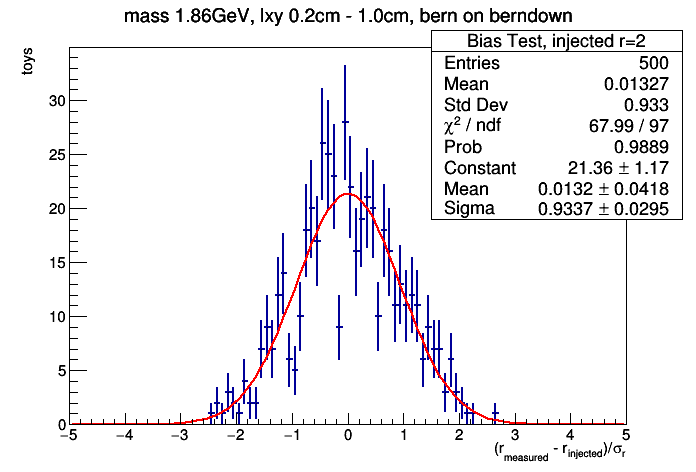 mass 1.86GeV, lxy 0.2cm - 1.0cm, bern on berndown
Bias Test, injected r=2
Entries 500
Mean 0.01327
Std Dev 0.933
χ² / ndf 67.99 / 97
Prob 0.9889
Constant 21.36 ± 1.17
Mean 0.0132 ± 0.0418
Sigma 0.9337 ± 0.0295
toys
30
25
20
15
10
5
0
−5 −4 −3 −2 −1 0 1 2 3 4 5
(r_measured - r_injected)/σ_r